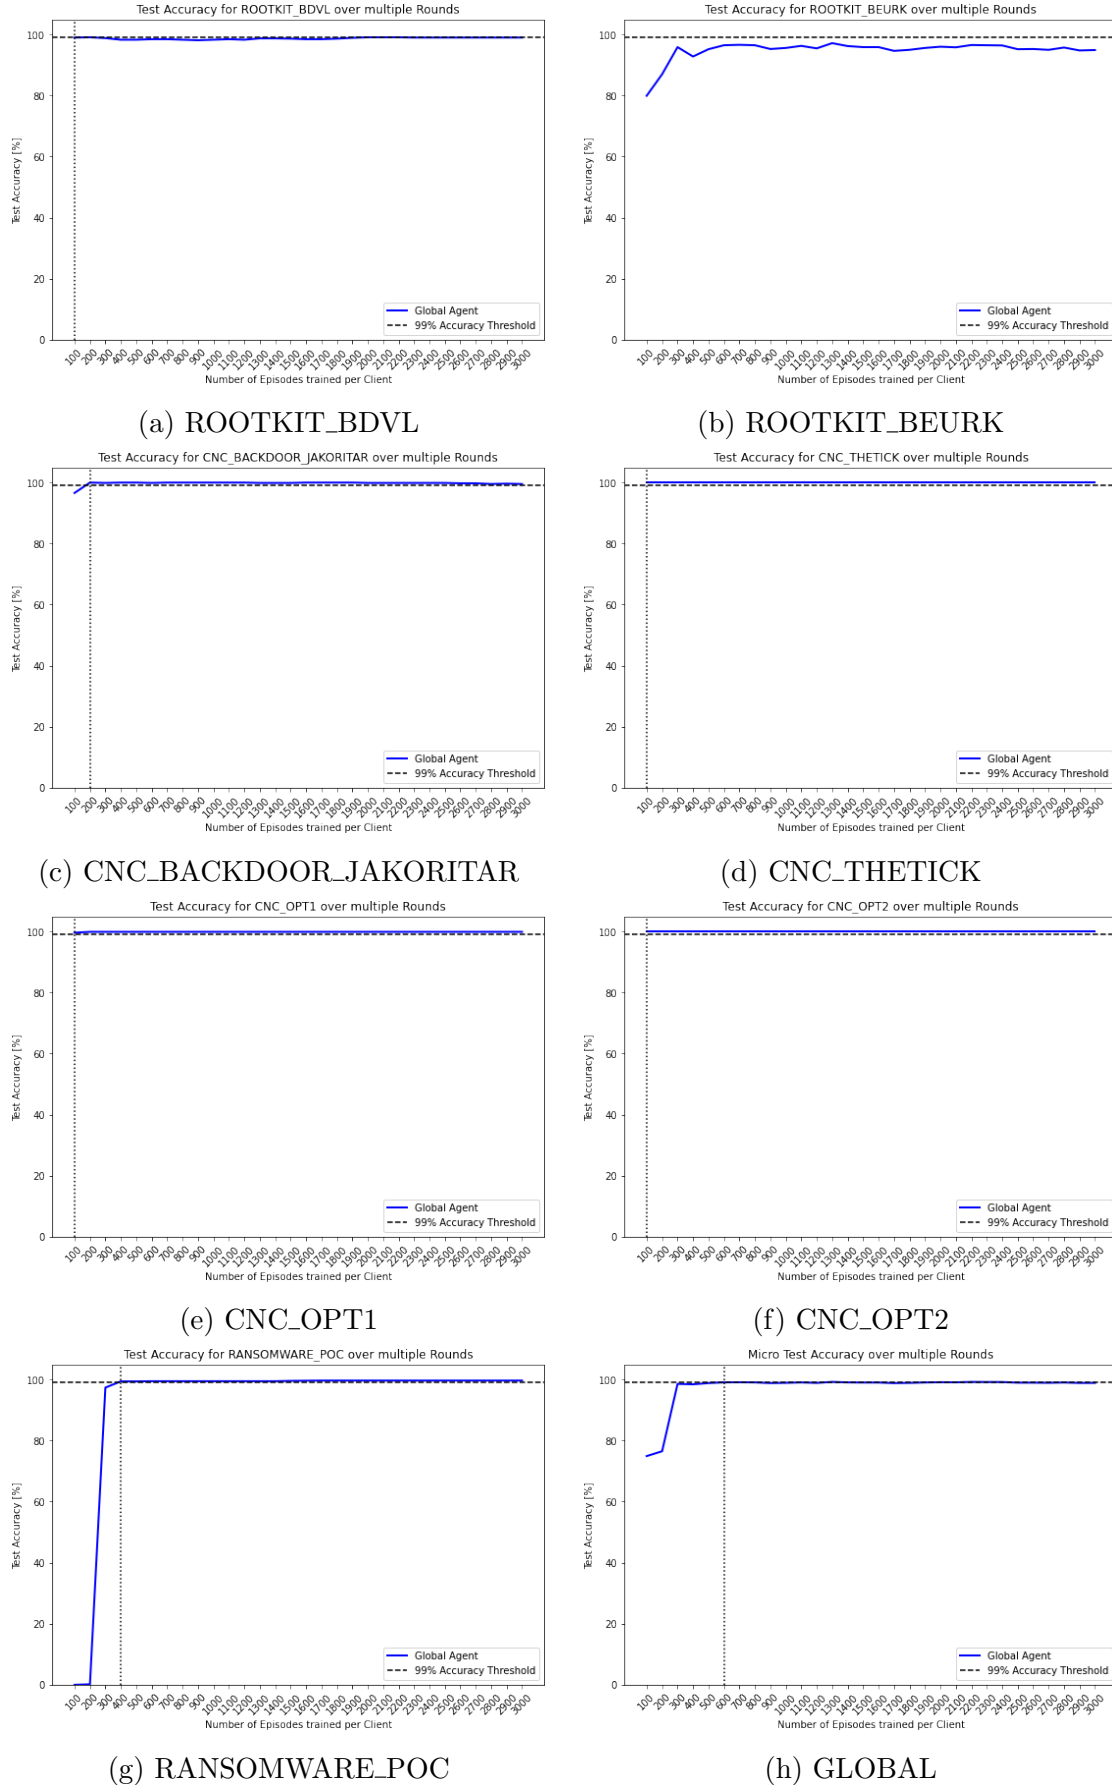 Test Accuracy for ROOTKIT_BDVL over multiple Rounds
Test Accuracy [%]
100
80
60
40
20
0
Global Agent
99% Accuracy Threshold
100 200 300 400 500 600 700 800 900 1000 1100 1200 1300 1400 1500 1600 1700 1800 1900 2000 2100 2200 2300 2400 2500 2600 2700 2800 2900 3000
Number of Episodes trained per Client
(a) ROOTKIT_BDVL
Test Accuracy for ROOTKIT_BEURK over multiple Rounds
Test Accuracy [%]
100
80
60
40
20
0
Global Agent
99% Accuracy Threshold
100 200 300 400 500 600 700 800 900 1000 1100 1200 1300 1400 1500 1600 1700 1800 1900 2000 2100 2200 2300 2400 2500 2600 2700 2800 2900 3000
Number of Episodes trained per Client
(b) ROOTKIT_BEURK
Test Accuracy for CNC_BACKDOOR_JAKORITAR over multiple Rounds
Test Accuracy [%]
100
80
60
40
20
0
Global Agent
99% Accuracy Threshold
100 200 300 400 500 600 700 800 900 1000 1100 1200 1300 1400 1500 1600 1700 1800 1900 2000 2100 2200 2300 2400 2500 2600 2700 2800 2900 3000
Number of Episodes trained per Client
(c) CNC_BACKDOOR_JAKORITAR
Test Accuracy for CNC_THETICK over multiple Rounds
Test Accuracy [%]
100
80
60
40
20
0
Global Agent
99% Accuracy Threshold
100 200 300 400 500 600 700 800 900 1000 1100 1200 1300 1400 1500 1600 1700 1800 1900 2000 2100 2200 2300 2400 2500 2600 2700 2800 2900 3000
Number of Episodes trained per Client
(d) CNC_THETICK
Test Accuracy for CNC_OPT1 over multiple Rounds
Test Accuracy [%]
100
80
60
40
20
0
Global Agent
99% Accuracy Threshold
100 200 300 400 500 600 700 800 900 1000 1100 1200 1300 1400 1500 1600 1700 1800 1900 2000 2100 2200 2300 2400 2500 2600 2700 2800 2900 3000
Number of Episodes trained per Client
(e) CNC_OPT1
Test Accuracy for CNC_OPT2 over multiple Rounds
Test Accuracy [%]
100
80
60
40
20
0
Global Agent
99% Accuracy Threshold
100 200 300 400 500 600 700 800 900 1000 1100 1200 1300 1400 1500 1600 1700 1800 1900 2000 2100 2200 2300 2400 2500 2600 2700 2800 2900 3000
Number of Episodes trained per Client
(f) CNC_OPT2
Test Accuracy for RANSOMWARE_POC over multiple Rounds
Test Accuracy [%]
100
80
60
40
20
0
Global Agent
99% Accuracy Threshold
100 200 300 400 500 600 700 800 900 1000 1100 1200 1300 1400 1500 1600 1700 1800 1900 2000 2100 2200 2300 2400 2500 2600 2700 2800 2900 3000
Number of Episodes trained per Client
(g) RANSOMWARE_POC
Micro Test Accuracy over multiple Rounds
Test Accuracy [%]
100
80
60
40
20
0
Global Agent
99% Accuracy Threshold
100 200 300 400 500 600 700 800 900 1000 1100 1200 1300 1400 1500 1600 1700 1800 1900 2000 2100 2200 2300 2400 2500 2600 2700 2800 2900 3000
Number of Episodes trained per Client
(h) GLOBAL